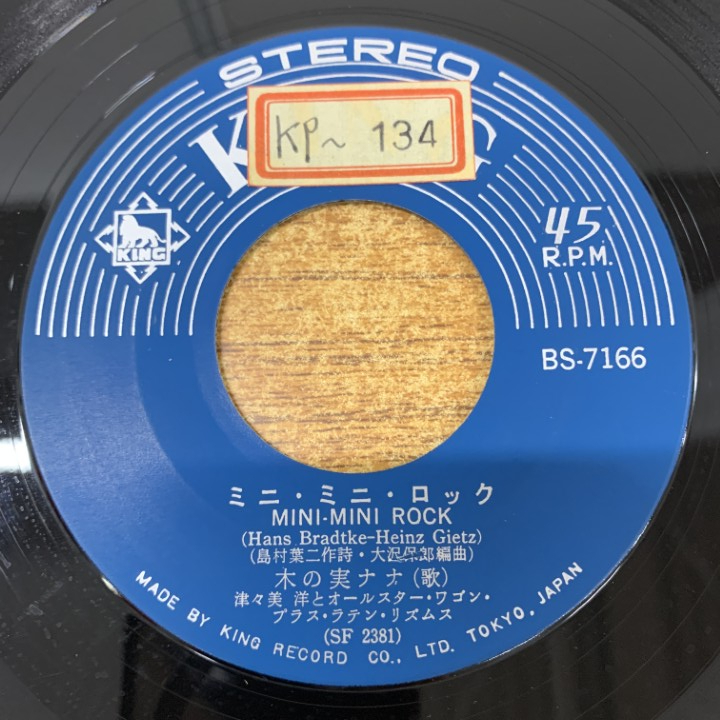 STEREO
KP～ 134
KING
45
R.P.M.
BS-7166
ミニ・ミニ・ロック
MINI-MINI ROCK
(Hans Bradtke-Heinz Gietz)
(島村葉二作詩・大沢保郎編曲)
木の実ナナ(歌)
津々美 洋とオールスター・ワゴン・
プラス・ラテン・リズムス
(SF 2381)
MADE BY KING RECORD CO., LTD. TOKYO, JAPAN